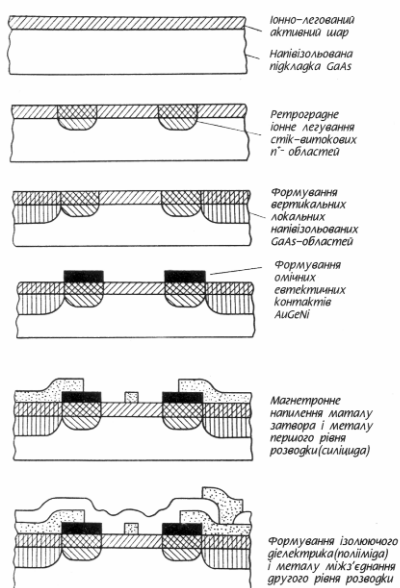 Іонно-легований
активний шар
Напівізольована
підкладка GaAs
Ретроградне
іонне легування
стік-витокових
n⁺- областей
Формування
вертикальних
локальних
напівізольованих
GaAs-областей
Формування
омічних
евтектичних
контактів
AuGeNi
Магнетронне
напилення маталу
затвора і металу
першого рівня
розводки(силіцида)
Формування ізолюючого
діелектрика(полііміда)
і металу міжз'єднання
другого рівня розводки